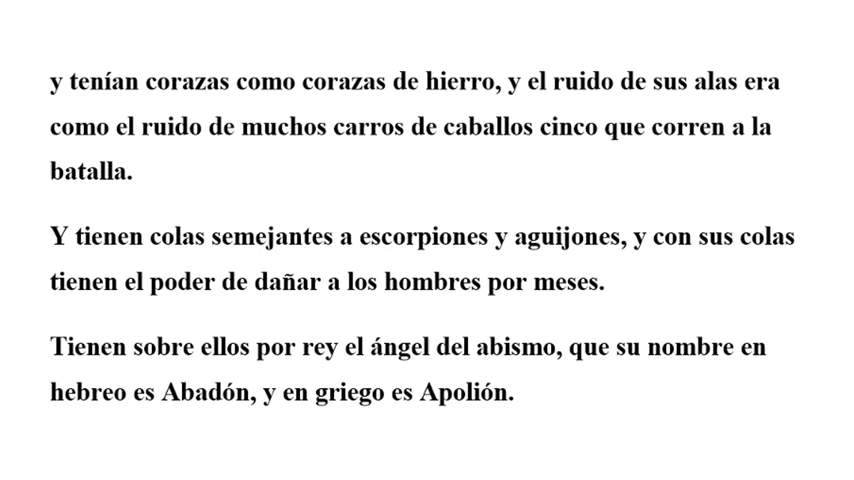 y tenían corazas como corazas de hierro, y el ruido de sus alas era
como el ruido de muchos carros de caballos cinco que corren a la
batalla.
Y tienen colas semejantes a escorpiones y aguijones, y con sus colas
tienen el poder de dañar a los hombres por meses.
Tienen sobre ellos por rey el ángel del abismo, que su nombre en
hebreo es Abadón, y en griego es Apolión.